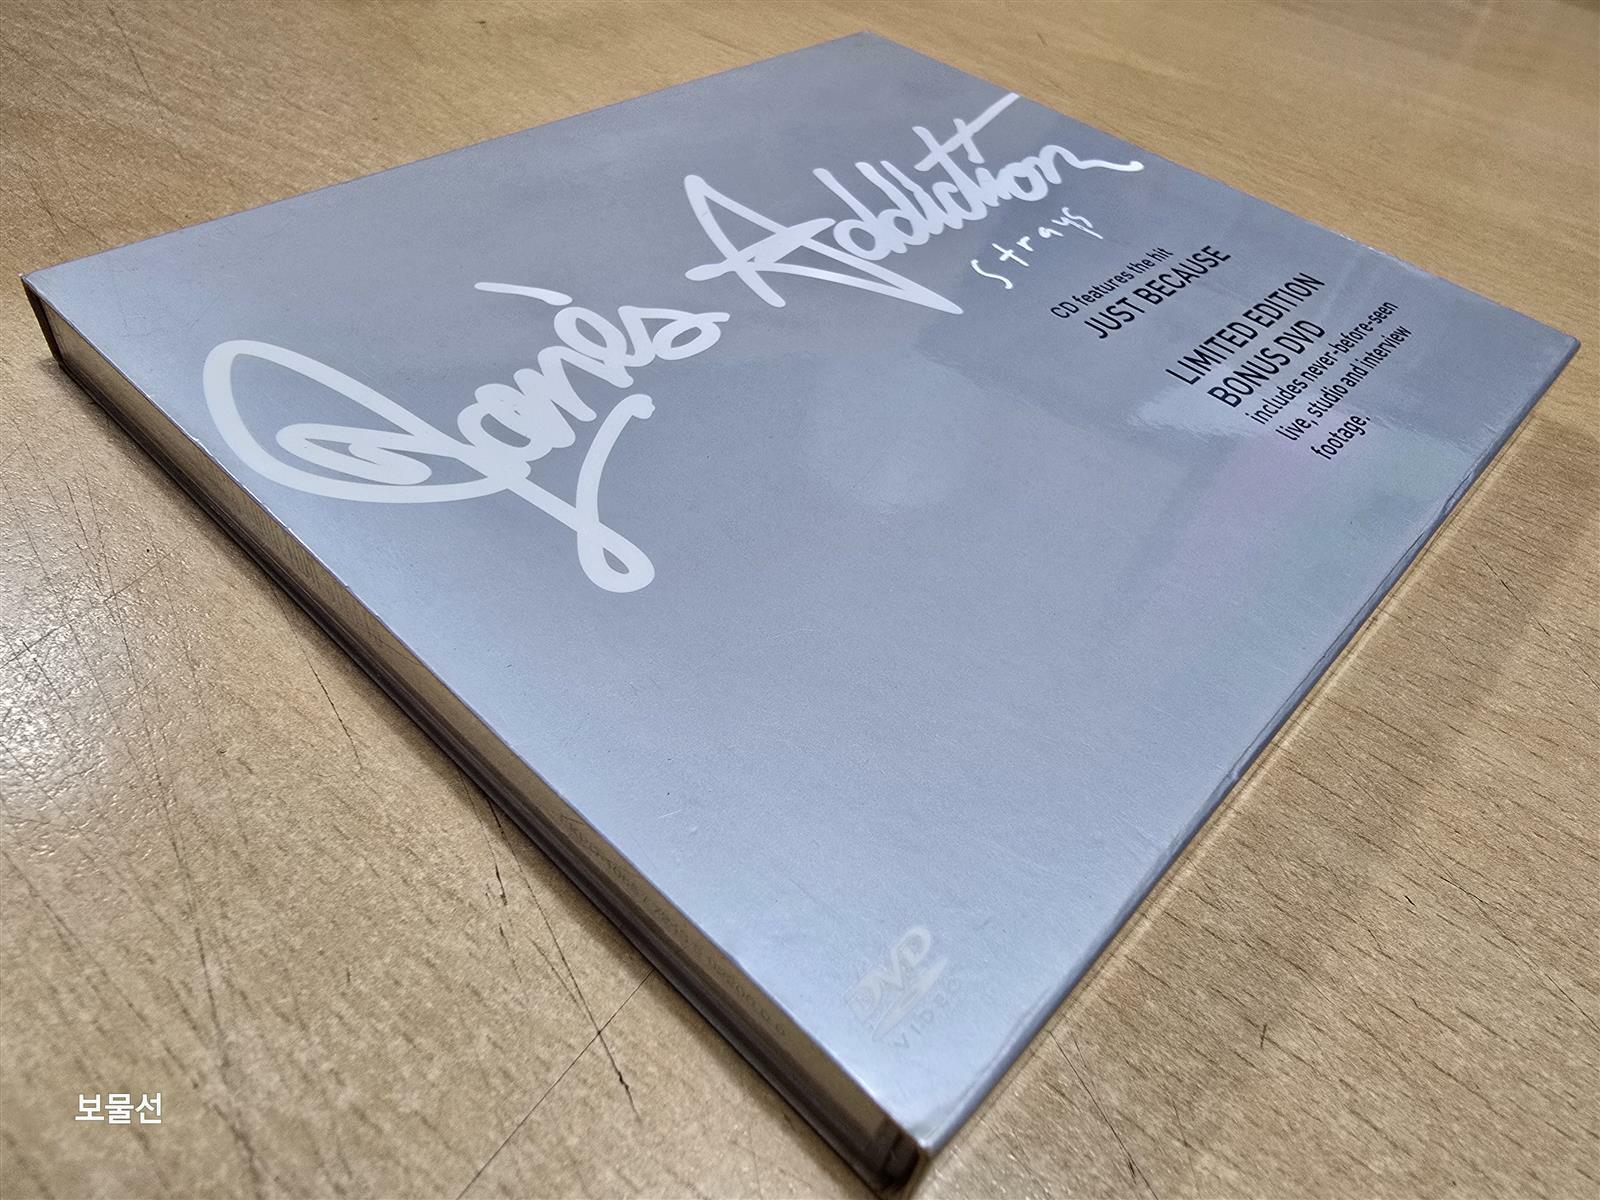 Jane's Addiction
strays
CD features the hit
JUST BECAUSE
LIMITED EDITION
BONUS DVD
includes never-before-seen
live, studio and interview
footage.
DVD
VIDEO
보물선